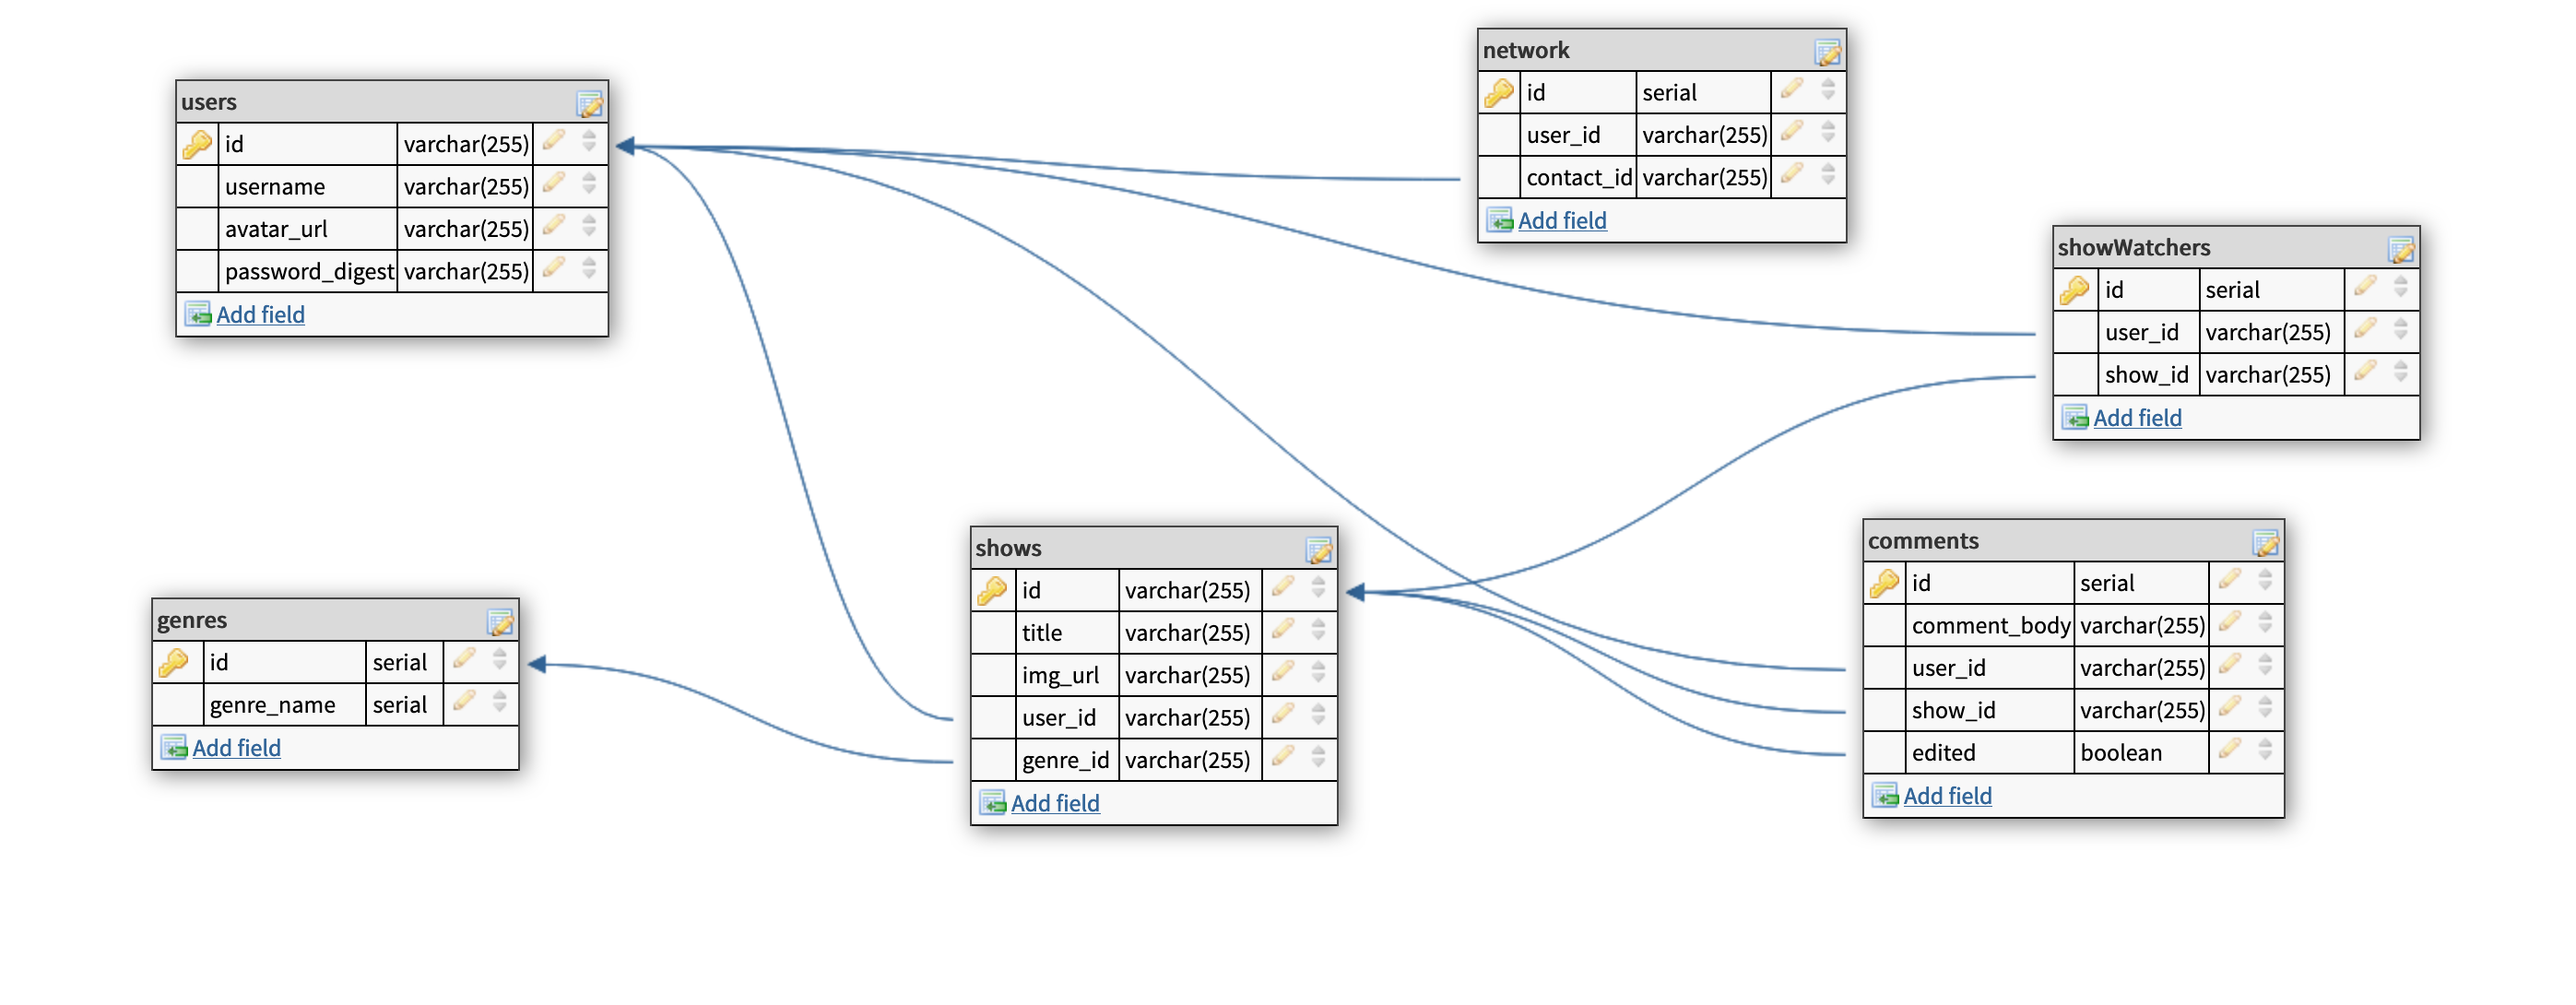 users
id varchar(255)
username varchar(255)
avatar_url varchar(255)
password_digest varchar(255)
Add field
network
id serial
user_id varchar(255)
contact_id varchar(255)
Add field
showWatchers
id serial
user_id varchar(255)
show_id varchar(255)
Add field
genres
id serial
genre_name serial
Add field
shows
id varchar(255)
title varchar(255)
img_url varchar(255)
user_id varchar(255)
genre_id varchar(255)
Add field
comments
id serial
comment_body varchar(255)
user_id varchar(255)
show_id varchar(255)
edited boolean
Add field